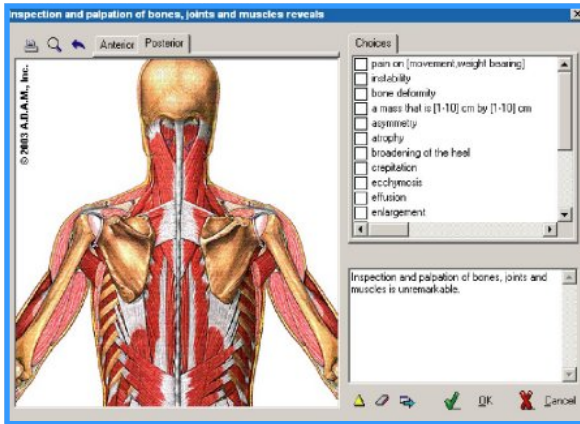 Inspection and palpation of bones, joints and muscles reveals
Anterior
Posterior
Choices
© 2003 A.D.A.M., Inc.
pain on [movement,weight bearing]
instability
bone deformity
a mass that is [1-10] cm by [1-10] cm
asymmetry
atrophy
broadening of the heel
crepitation
ecchymosis
effusion
enlargement
Inspection and palpation of bones, joints and
muscles is unremarkable.
OK
Cancel